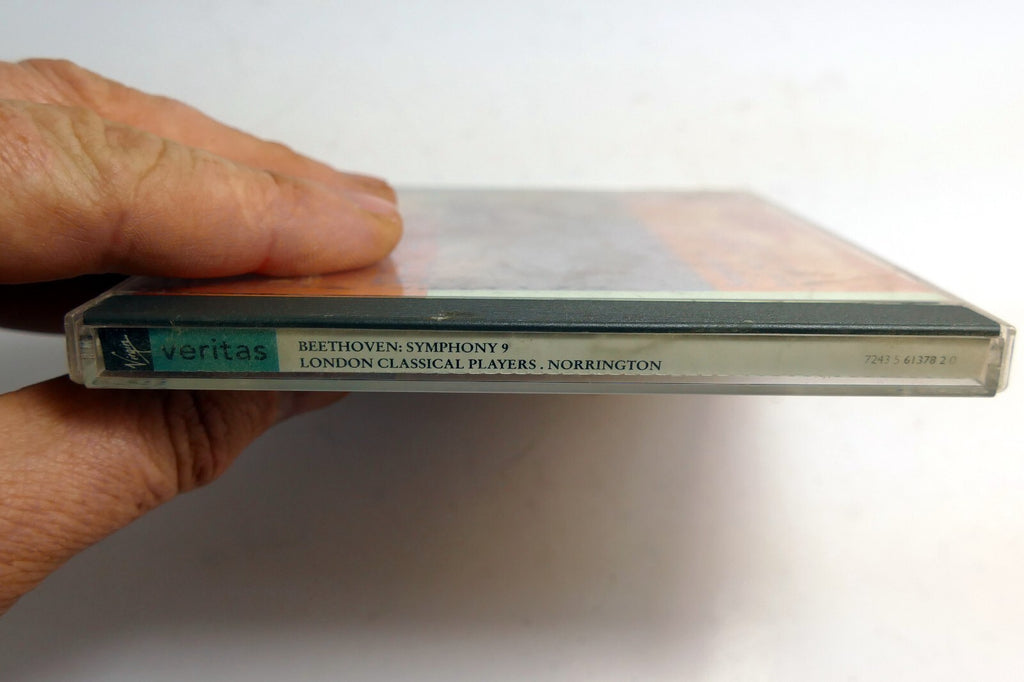 Virgin veritas
BEETHOVEN: SYMPHONY 9
LONDON CLASSICAL PLAYERS . NORRINGTON
7243 5 61378 2 0